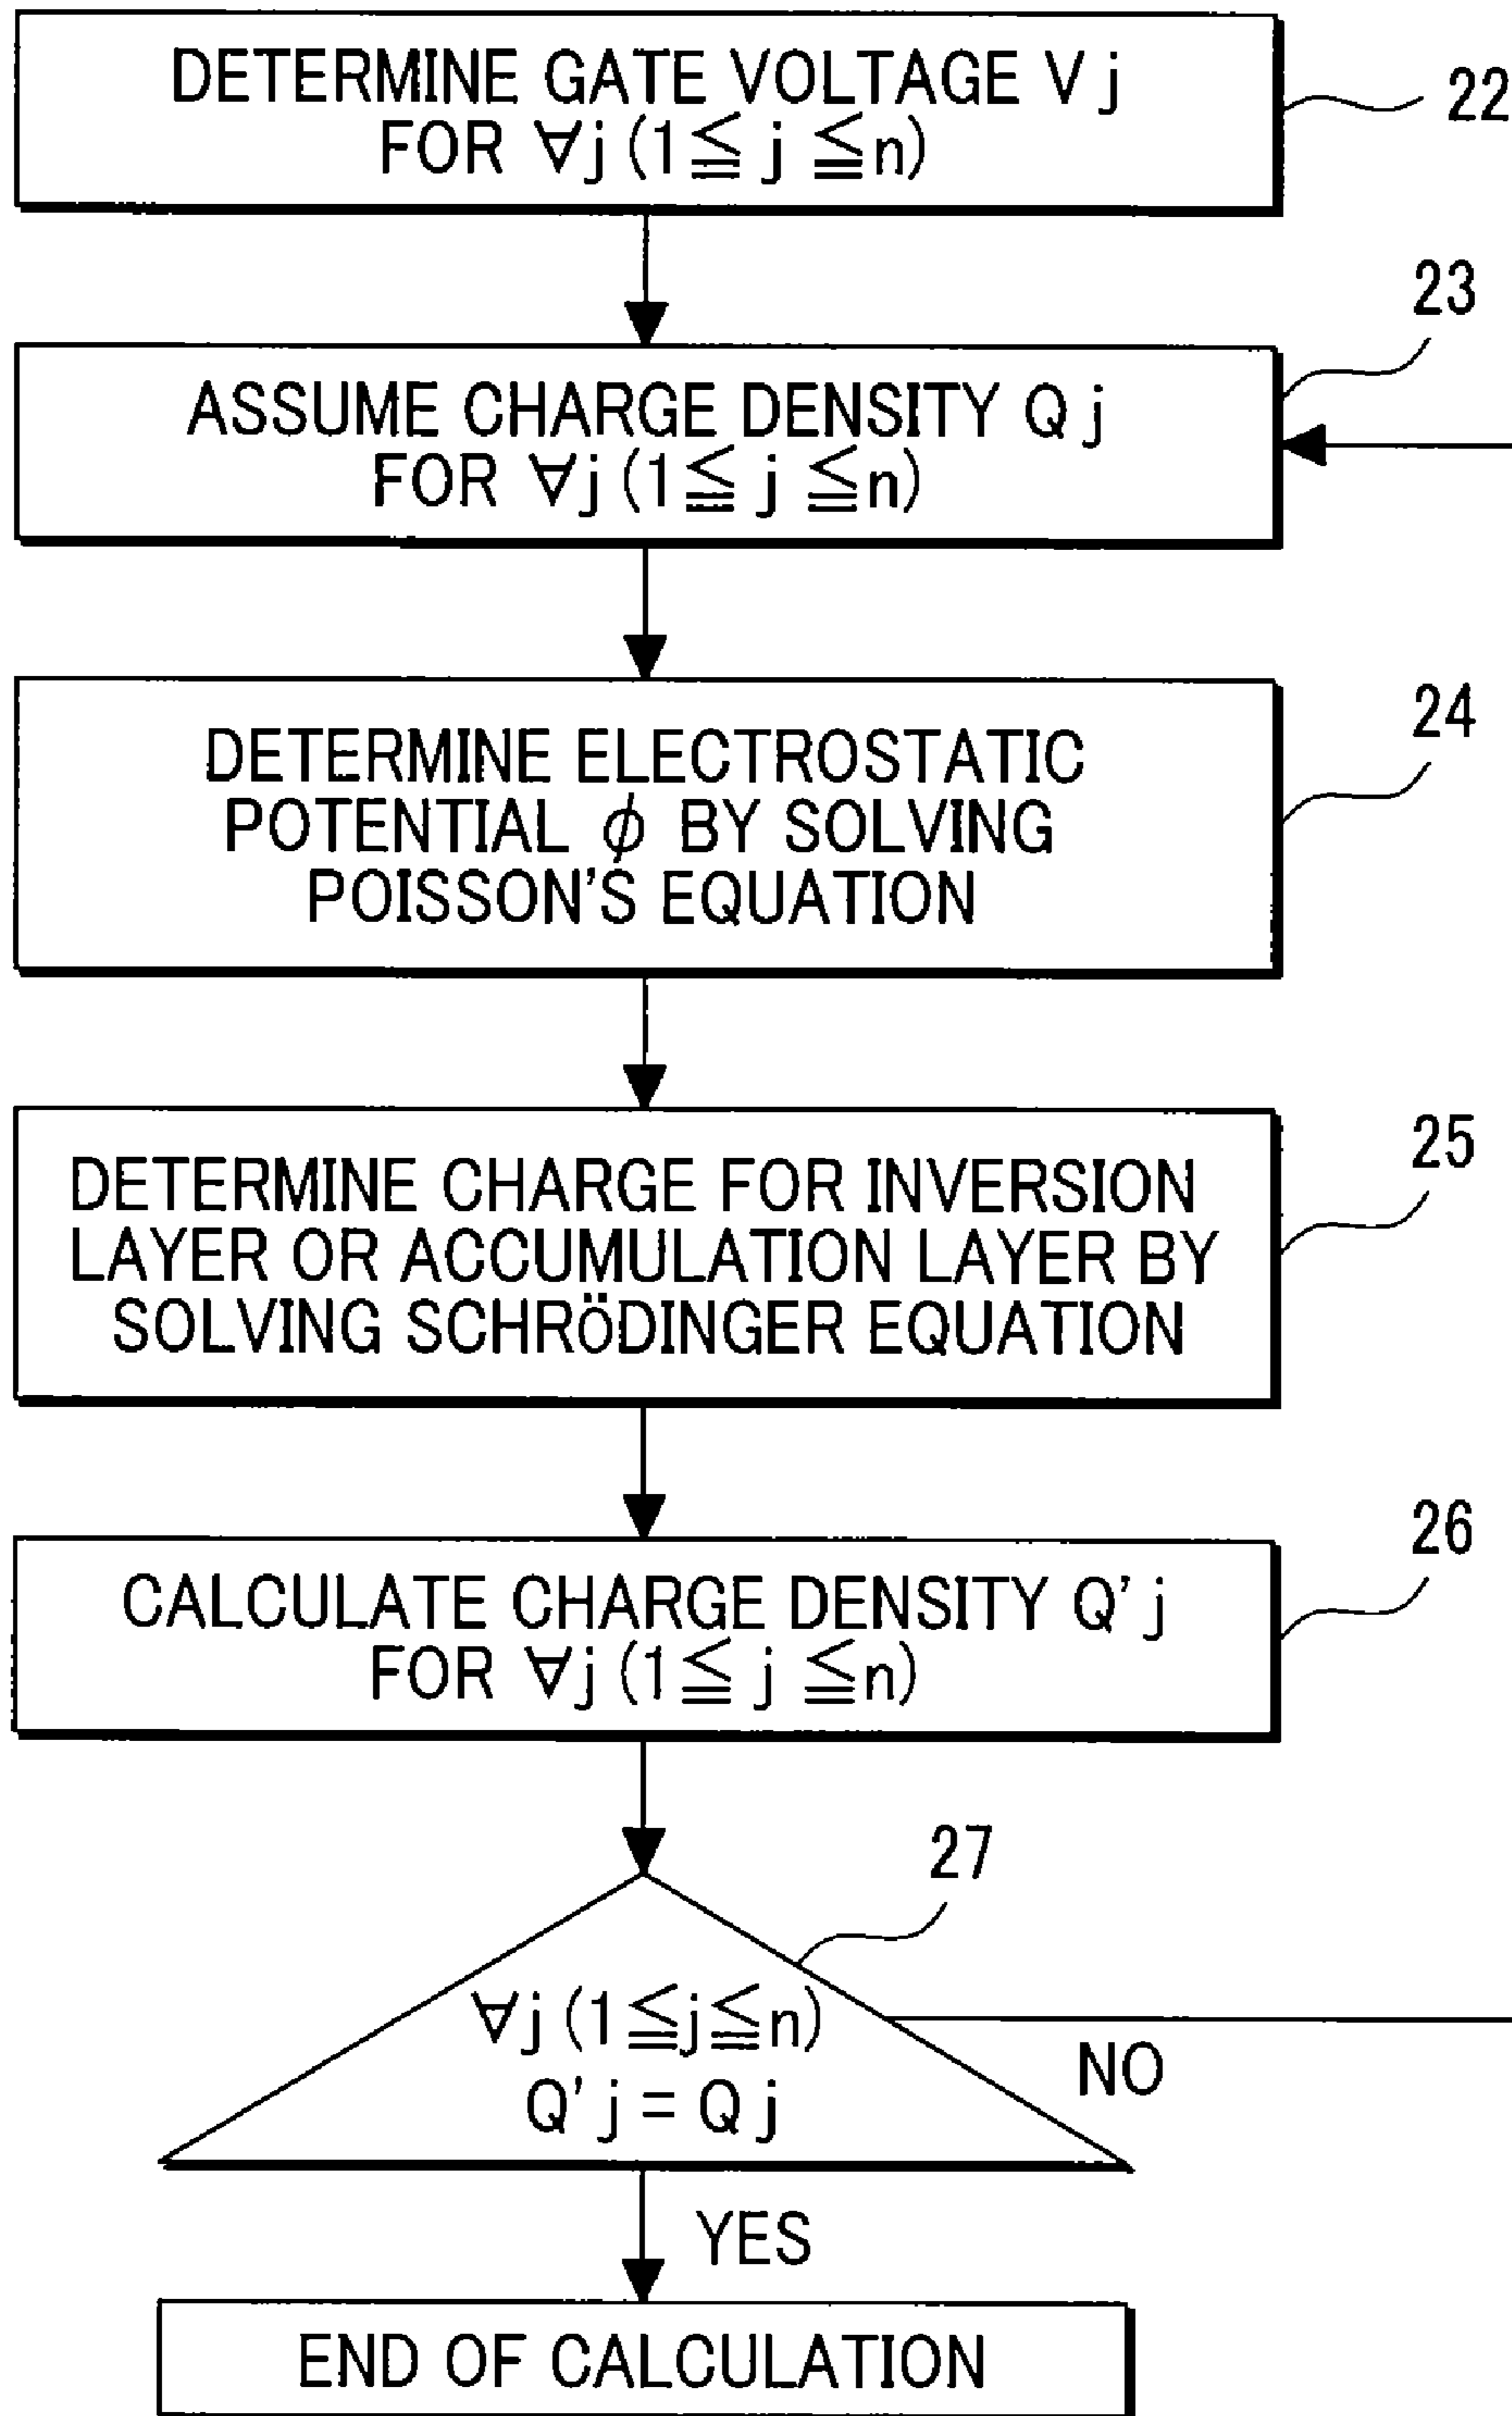 DETERMINE GATE VOLTAGE V j
FOR ∀j (1≦ j ≦n)
22
23
ASSUME CHARGE DENSITY Q j
FOR ∀j (1≦ j ≦n)
24
DETERMINE ELECTROSTATIC
POTENTIAL ϕ BY SOLVING
POISSON'S EQUATION
25
DETERMINE CHARGE FOR INVERSION
LAYER OR ACCUMULATION LAYER BY
SOLVING SCHRÖDINGER EQUATION
26
CALCULATE CHARGE DENSITY Q' j
FOR ∀j (1≦ j ≦n)
27
∀j (1≦j≦n)
Q' j = Q j
NO
YES
END OF CALCULATION